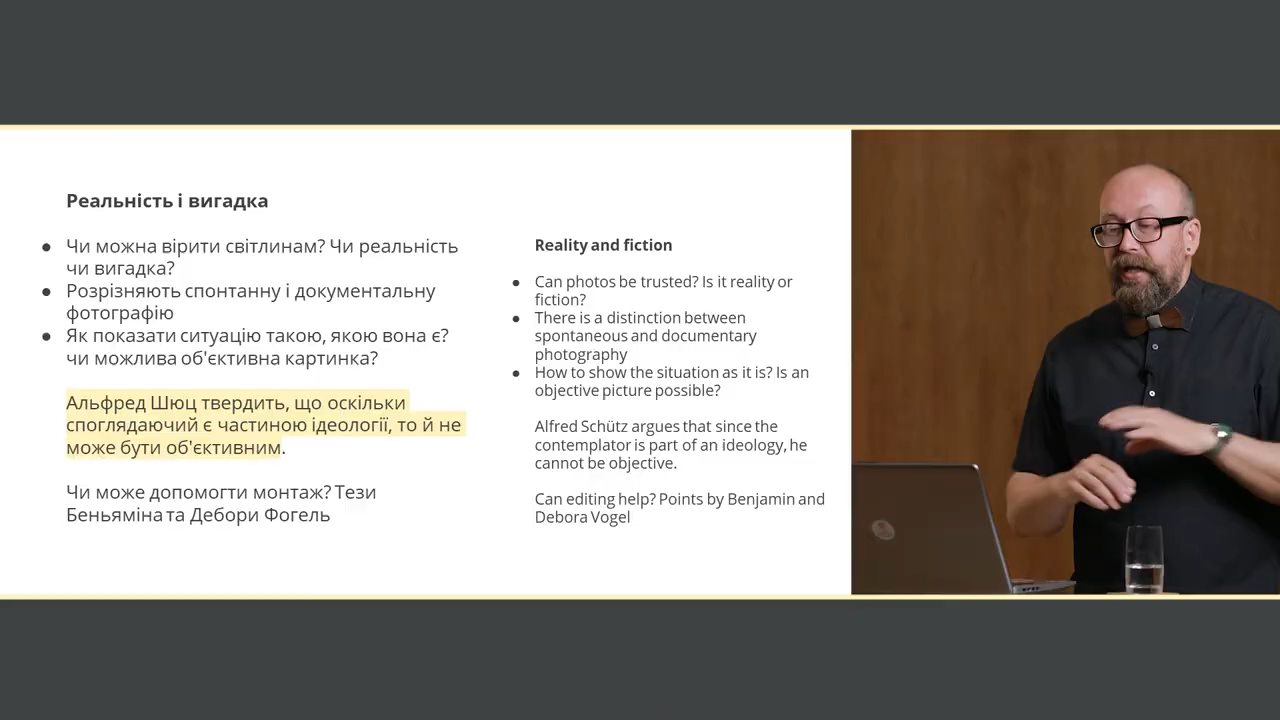 Реальність і вигадка
● Чи можна вірити світлинам? Чи реальність
чи вигадка?
● Розрізняють спонтанну і документальну
фотографію
● Як показати ситуацію такою, якою вона є?
чи можлива об'єктивна картинка?
Альфред Шюц твердить, що оскільки
споглядаючий є частиною ідеології, то й не
може бути об'єктивним.
Чи може допомогти монтаж? Тези
Беньяміна та Дебори Фогель
Reality and fiction
● Can photos be trusted? Is it reality or
fiction?
● There is a distinction between
spontaneous and documentary
photography
● How to show the situation as it is? Is an
objective picture possible?
Alfred Schütz argues that since the
contemplator is part of an ideology, he
cannot be objective.
Can editing help? Points by Benjamin and
Debora Vogel